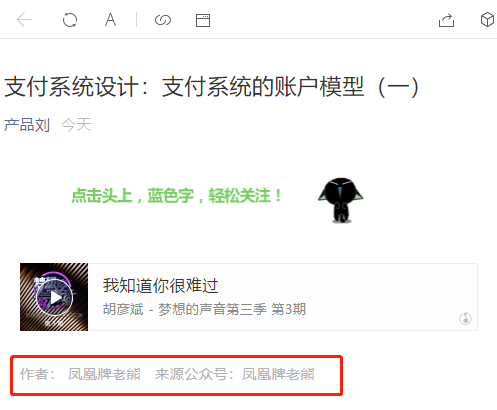 支付系统设计：支付系统的账户模型（一）
产品刘 今天
点击头上，蓝色字，轻松关注！
我知道你很难过
胡彦斌 - 梦想的声音第三季 第3期
作者： 凤凰牌老熊 来源公众号：凤凰牌老熊